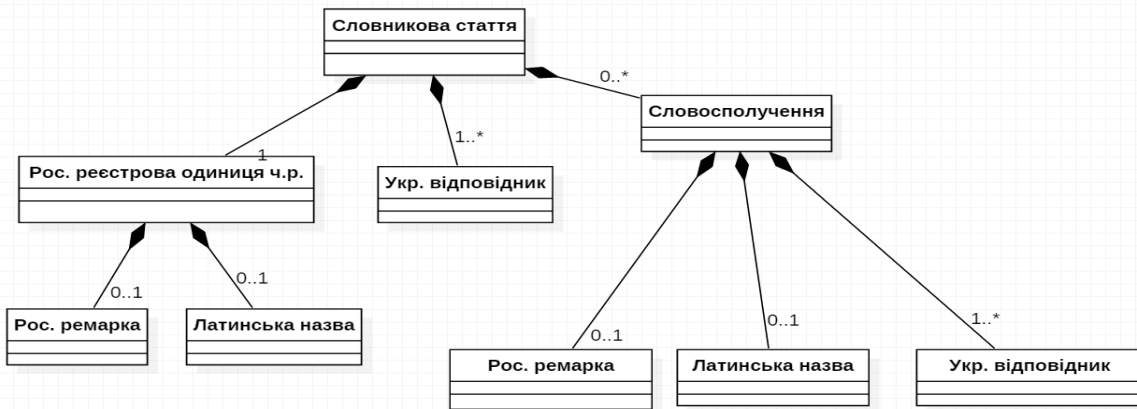 Словникова стаття
0..*
Словосполучення
1..*
1
Рос. реєстрова одиниця ч.р.
Укр. відповідник
0..1
0..1
Рос. ремарка
Латинська назва
0..1
0..1
1..*
Рос. ремарка
Латинська назва
Укр. відповідник